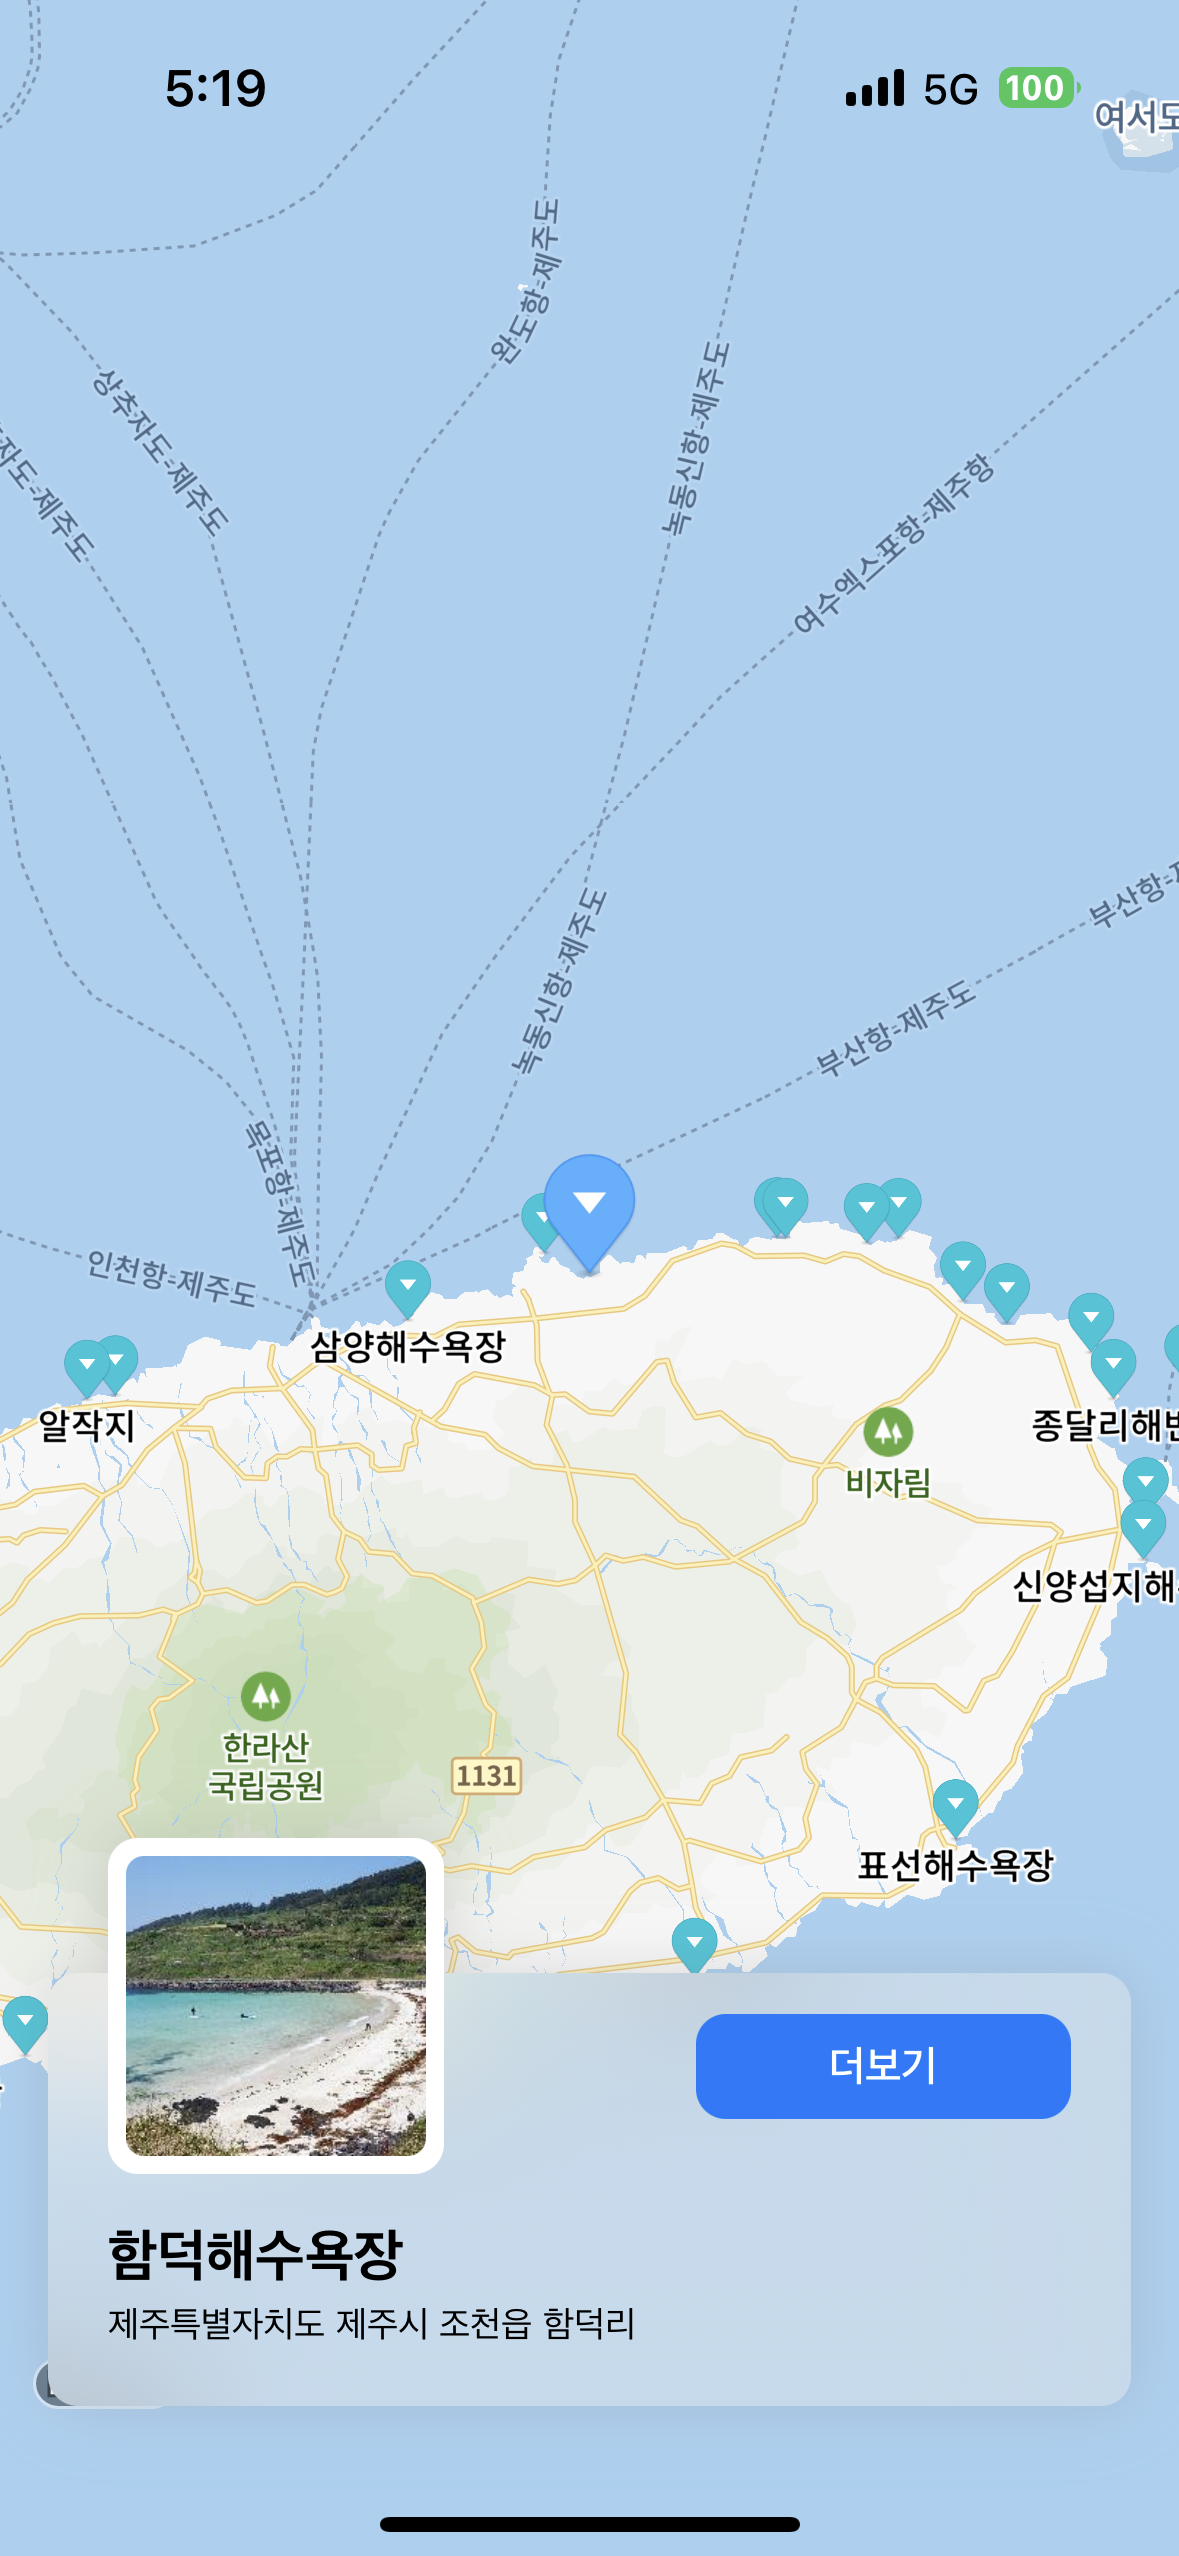 5:19
5G
100
여서도
완도항-제주도
녹동신항-제주도
상추자도-제주도
자도-제주도
여수엑스포항-제주항
부산항-제
녹동신항-제주도
부산항-제주도
목포항-제주도
인천항-제주도
삼양해수욕장
알작지
종달리해변
비자림
신양섭지해
한라산
국립공원
1131
표선해수욕장
더보기
함덕해수욕장
제주특별자치도 제주시 조천읍 함덕리